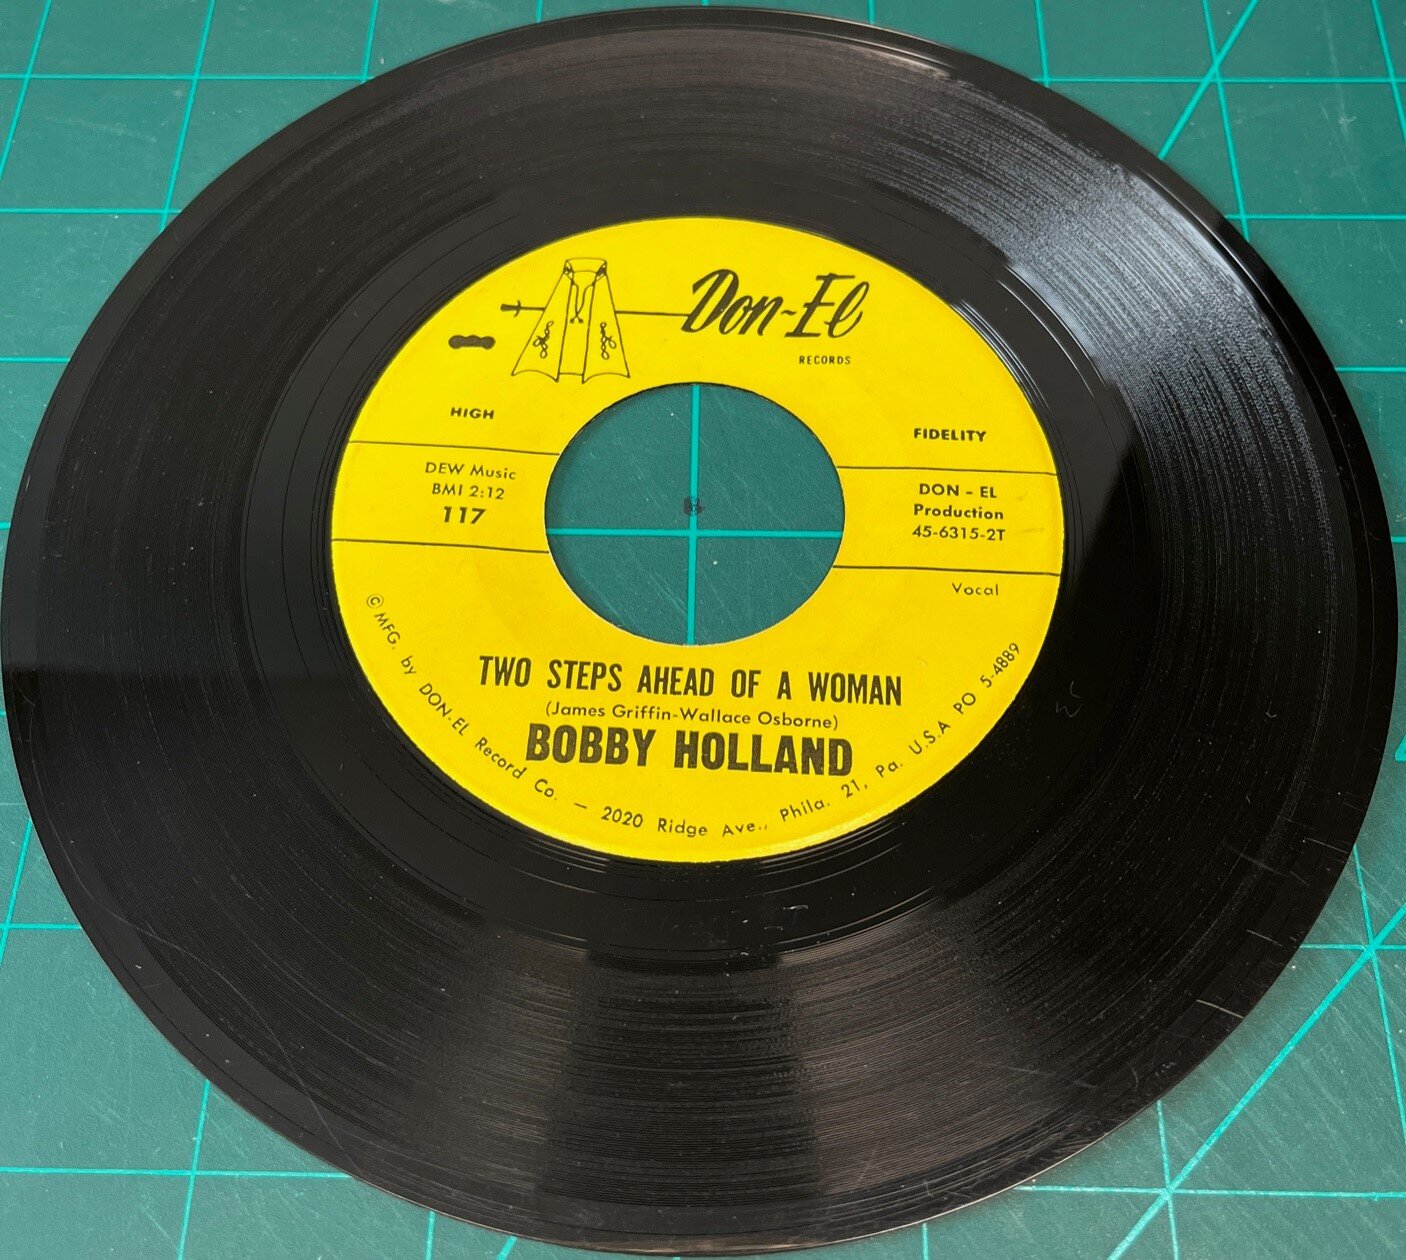 Don-El
RECORDS
HIGH
FIDELITY
DEW Music
BMI 2:12
117
DON - EL
Production
45-6315-2T
Vocal
TWO STEPS AHEAD OF A WOMAN
(James Griffin-Wallace Osborne)
BOBBY HOLLAND
© MFG. by DON-EL Record Co. — 2020 Ridge Ave., Phila. 21, Pa. U.S.A PO 5-4889